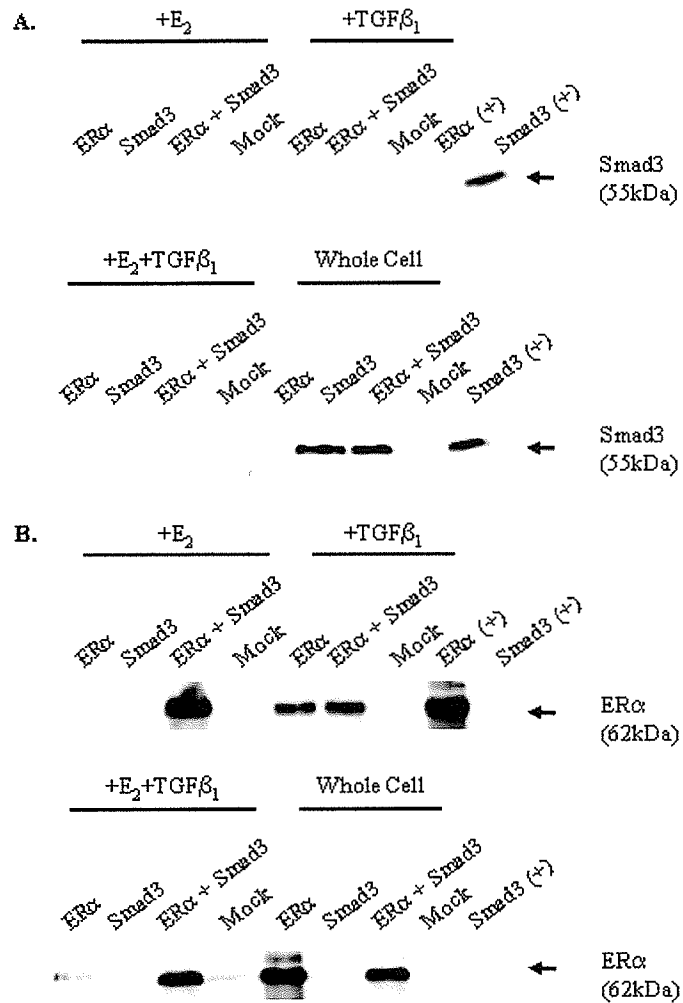 A.
+E2 +TGFβ1
ERα Smad3 ERα + Smad3 Mock ERα ERα + Smad3 Mock ERα (+) Smad3 (+)
Smad3
(55kDa)
+E2+TGFβ1 Whole Cell
ERα Smad3 ERα + Smad3 Mock ERα Smad3 ERα + Smad3 Mock Smad3 (+)
Smad3
(55kDa)
B.
+E2 +TGFβ1
ERα Smad3 ERα + Smad3 Mock ERα ERα + Smad3 Mock ERα (+) Smad3 (+)
ERα
(62kDa)
+E2+TGFβ1 Whole Cell
ERα Smad3 ERα + Smad3 Mock ERα Smad3 ERα + Smad3 Mock Smad3 (+)
ERα
(62kDa)